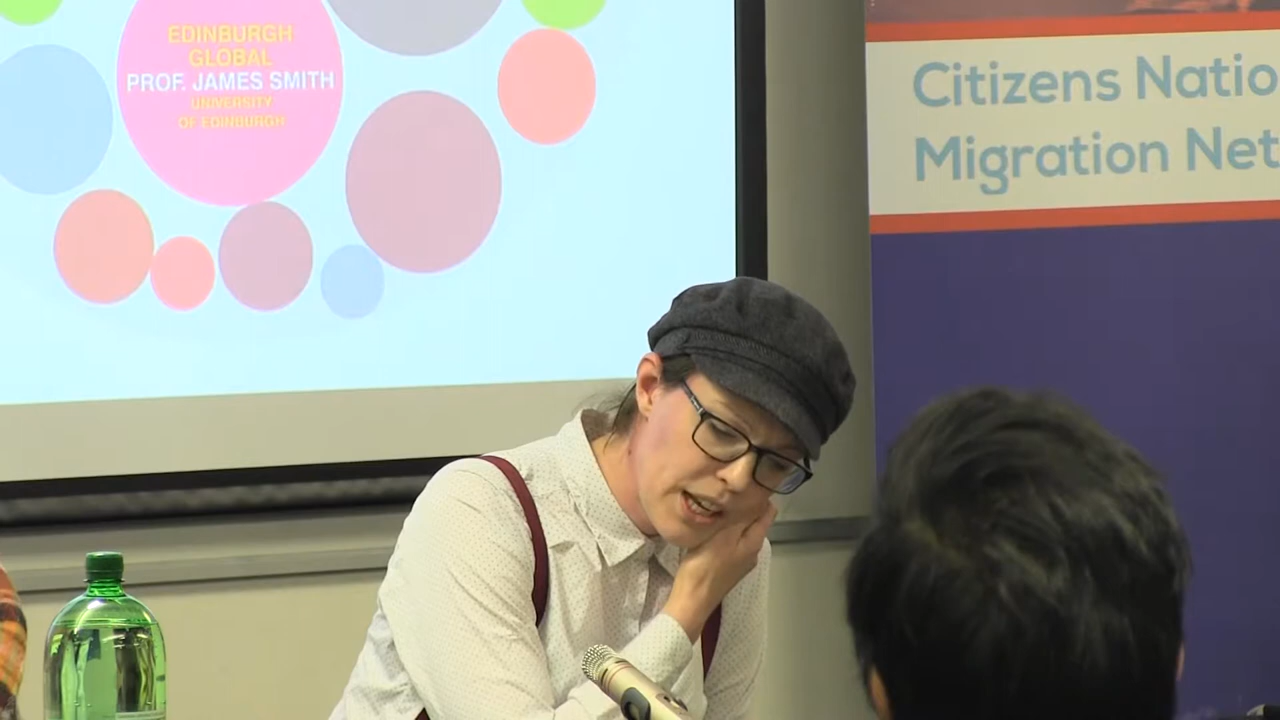 EDINBURGH
GLOBAL
PROF. JAMES SMITH
UNIVERSITY
OF EDINBURGH
Citizens Natio
Migration Net